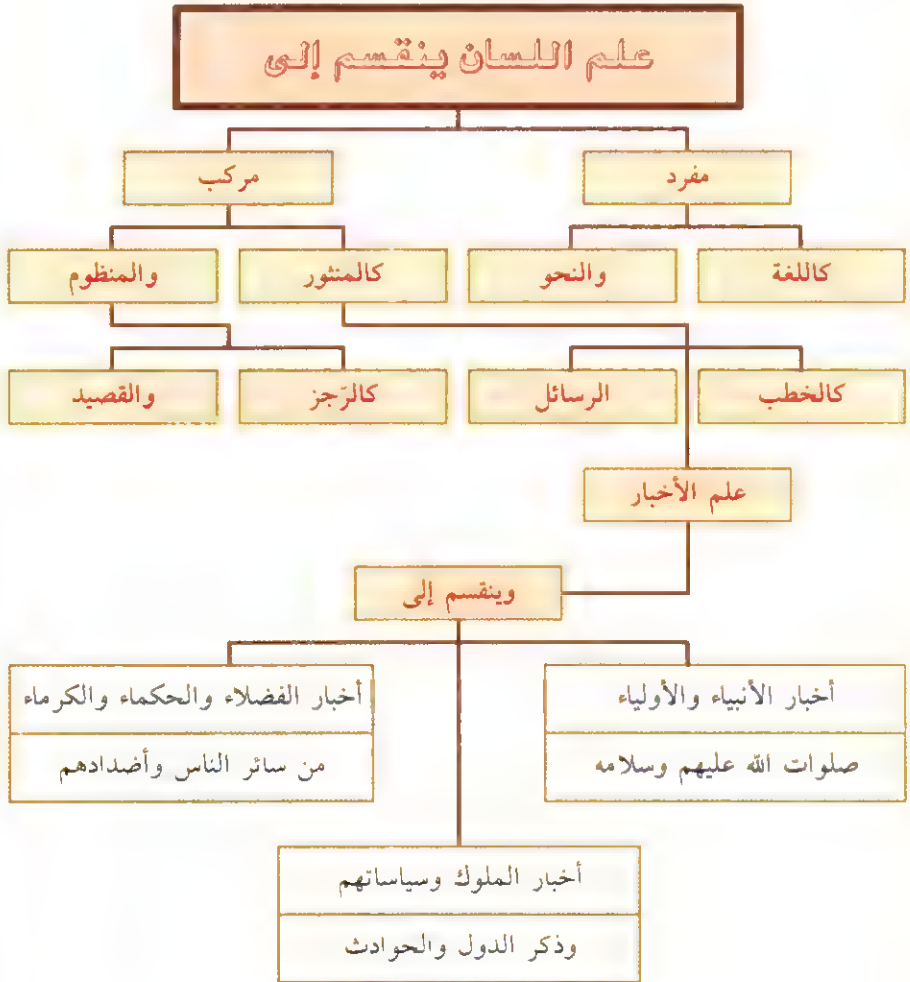 علم اللسان ينقسم إلى
مفرد
مركب
كاللغة
والنحو
كالمنثور
والمنظوم
كالخطب
الرسائل
كالرّجز
والقصيد
علم الأخبار
وينقسم إلى
أخبار الأنبياء والأولياء
صلوات الله عليهم وسلامه
أخبار الفضلاء والحكماء والكرماء
من سائر الناس وأضدادهم
أخبار الملوك وسياساتهم
وذكر الدول والحوادث